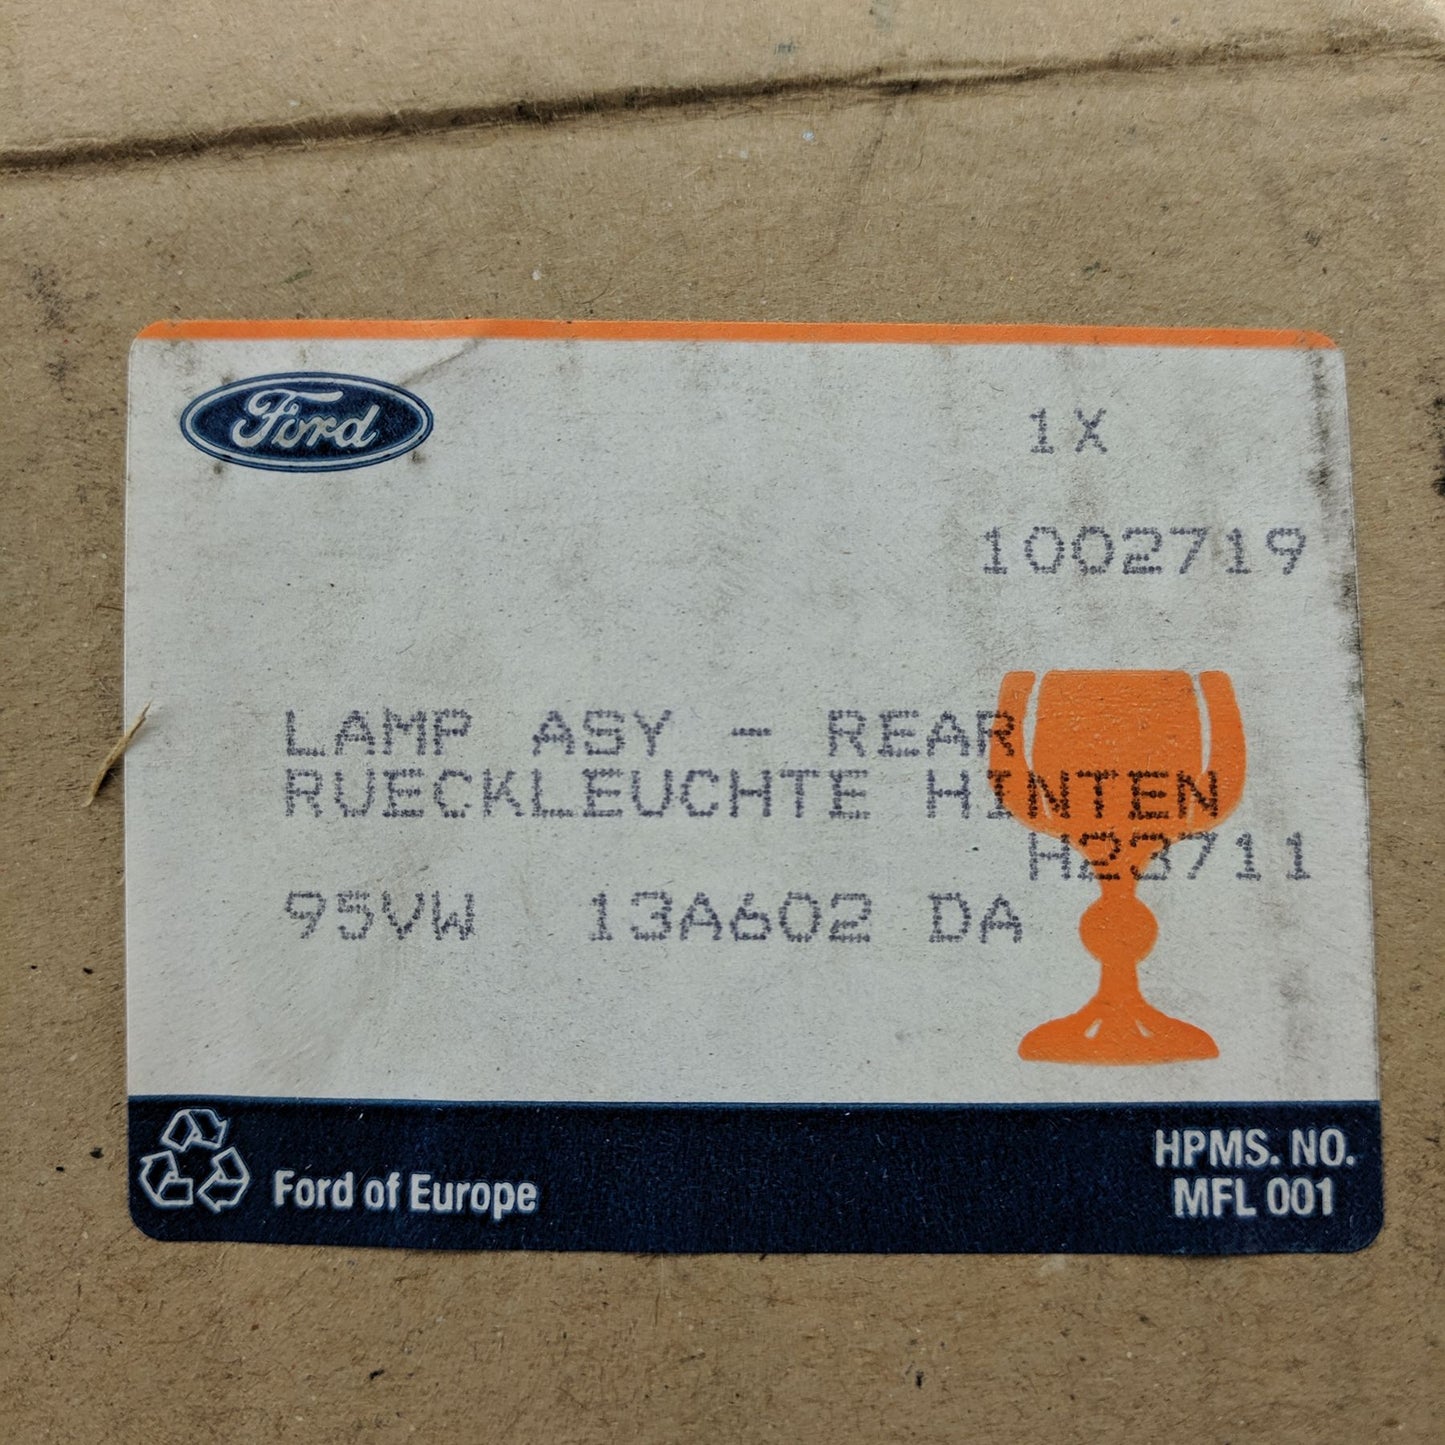 Ford
1X
1002719
LAMP ASY - REAR
RUECKLEUCHTE HINTEN
H23711
95VW 13A602 DA
Ford of Europe
HPMS. NO.
MFL 001